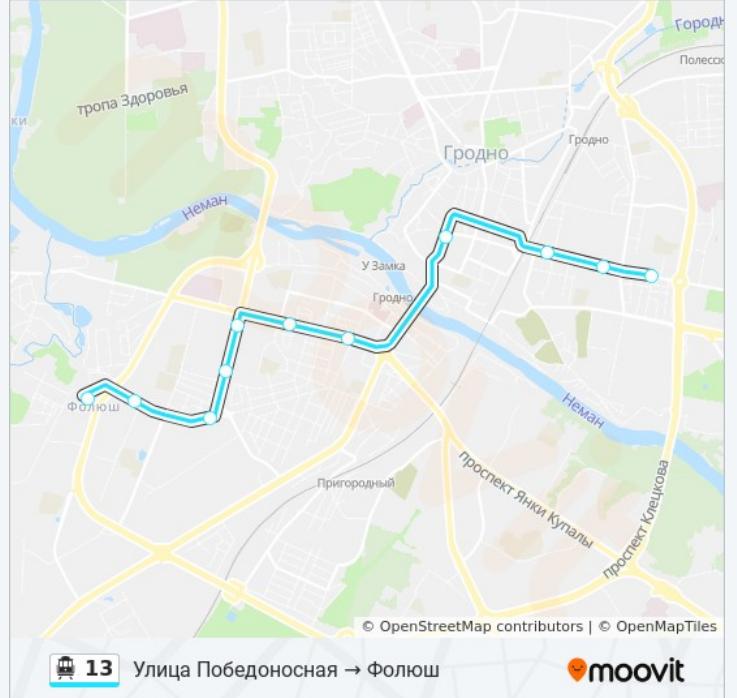 Городн
Полесск
тропа Здоровья
ки
Гродно
Гродно
Неман
У Замка
Гродно
Фолюш
Неман
Пригородный
проспект Янки Купалы
проспект Клецкова
© OpenStreetMap contributors | © OpenMapTiles
13 Улица Победоносная → Фолюш
moovit